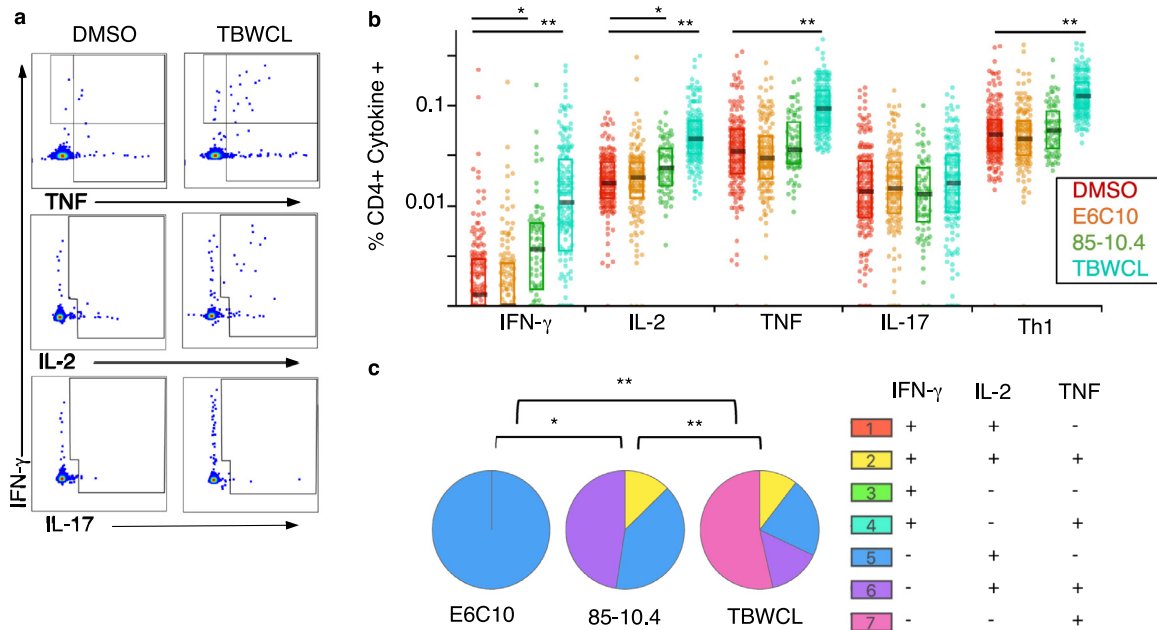 a
DMSO TBWCL
IFN-γ
TNF
IL-2
IL-17
b
% CD4+ Cytokine +
0.1
0.01
* ** * ** ** **
IFN-γ IL-2 TNF IL-17 Th1
DMSO
E6C10
85-10.4
TBWCL
c
**
* **
E6C10 85-10.4 TBWCL
IFN-γ IL-2 TNF
1 + + -
2 + + +
3 + - -
4 + - +
5 - + -
6 - + +
7 - - +